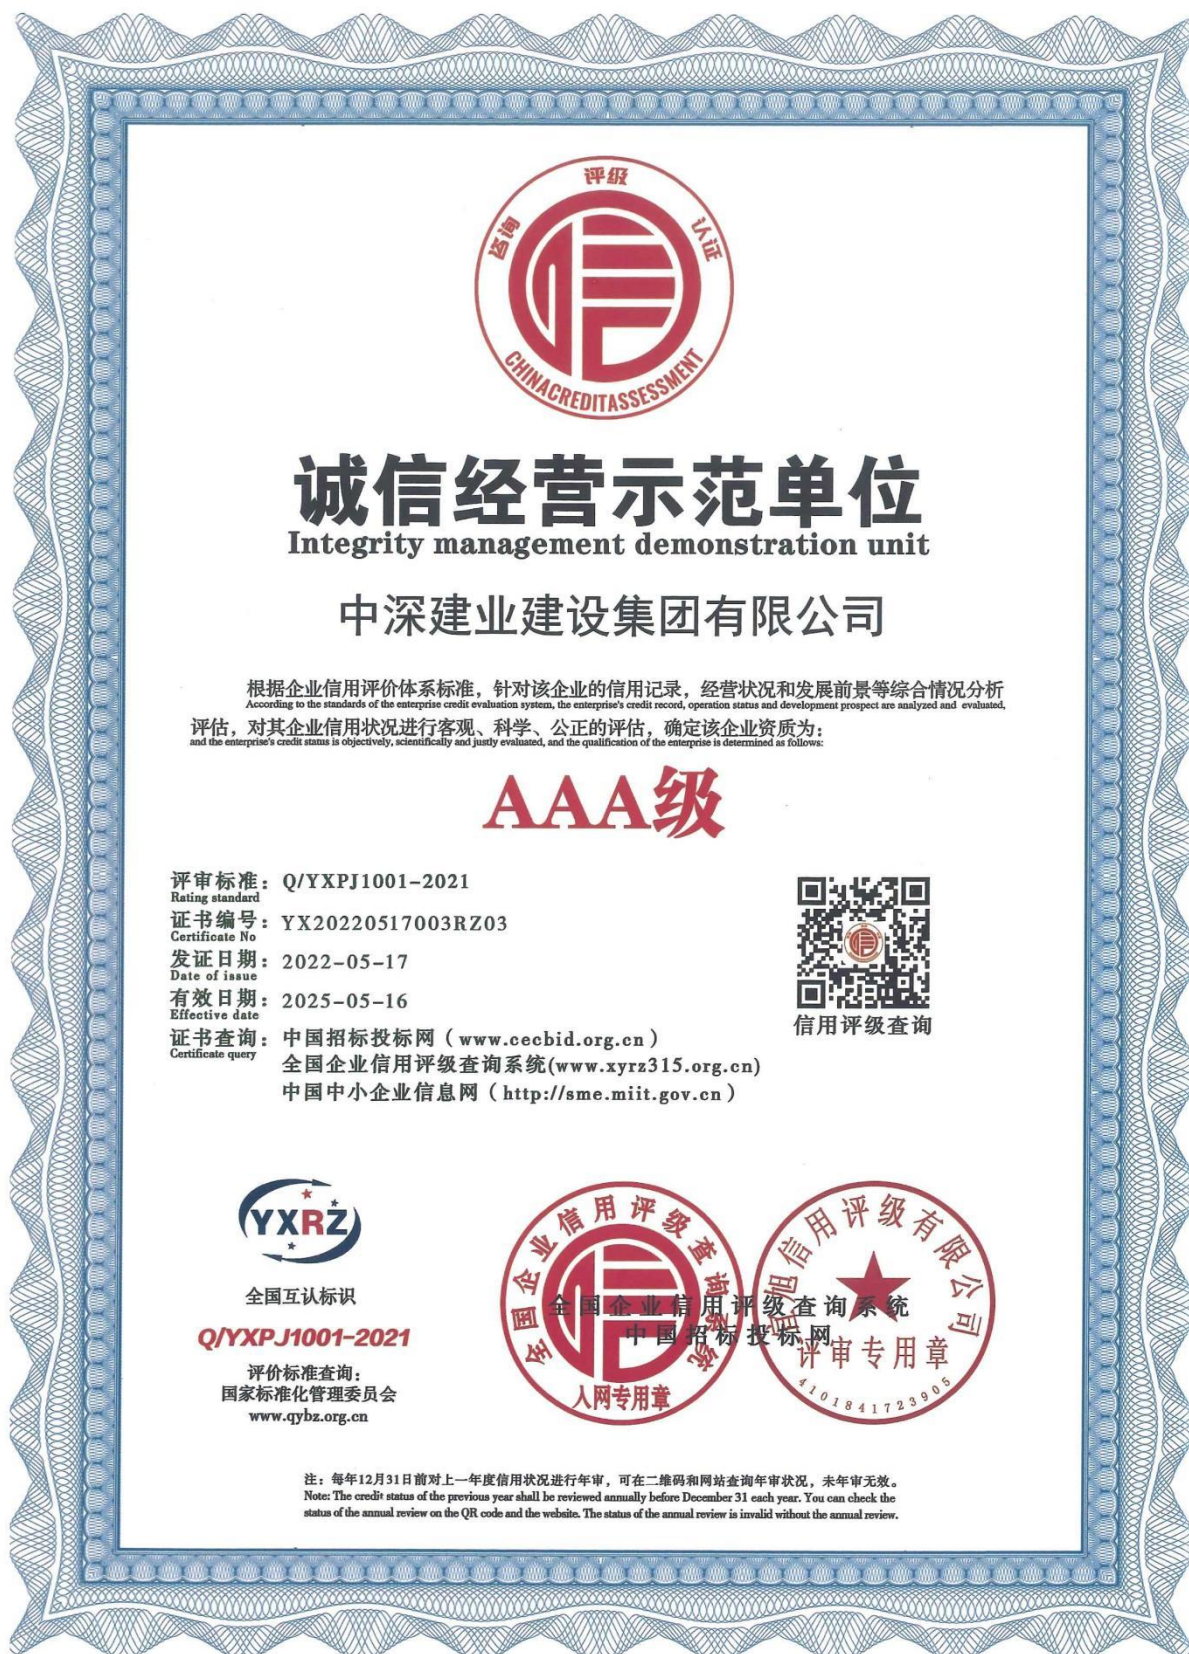 咨询 评级 认证
CHINACREDITASSESSMENT
诚信经营示范单位
Integrity management demonstration unit
中深建业建设集团有限公司
根据企业信用评价体系标准，针对该企业的信用记录，经营状况和发展前景等综合情况分析
According to the standards of the enterprise credit evaluation system, the enterprise's credit record, operation status and development prospect are analyzed and evaluated,
评估，对其企业信用状况进行客观、科学、公正的评估，确定该企业资质为：
and the enterprise's credit status is objectively, scientifically and justly evaluated, and the qualification of the enterprise is determined as follows:
AAA级
评审标准：Q/YXPJ1001-2021
Rating standard
证书编号：YX20220517003RZ03
Certificate No
发证日期：2022-05-17
Date of issue
有效日期：2025-05-16
Effective date
证书查询：中国招标投标网（www.cecbid.org.cn）
Certificate query
全国企业信用评级查询系统(www.xyrz315.org.cn)
中国中小企业信息网（http://sme.miit.gov.cn）
信用评级查询
YXRZ
全国互认标识
Q/YXPJ1001-2021
评价标准查询：
国家标准化管理委员会
www.qybz.org.cn
全国企业信用评级查询系统
入网专用章
宜旭信用评级有限公司
评审专用章
4101841723905
全国企业信用评级查询系统
中国招标投标网
注：每年12月31日前对上一年度信用状况进行年审，可在二维码和网站查询年审状况，未年审无效。
Note: The credit status of the previous year shall be reviewed annually before December 31 each year. You can check the
status of the annual review on the QR code and the website. The status of the annual review is invalid without the annual review.